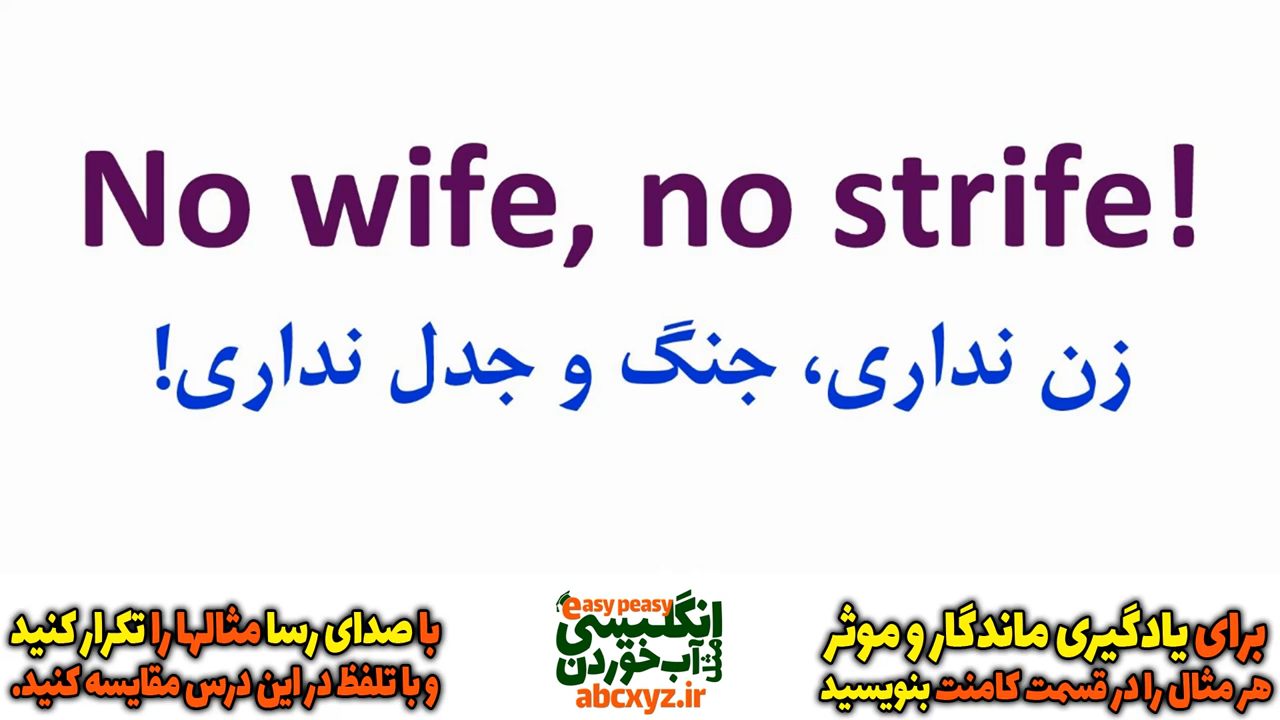 No wife, no strife!
زن نداری، جنگ و جدل نداری!
برای یادگیری ماندگار و موثر
هر مثال را در قسمت کامنت بنویسید
easy peasy
انگلیسی
مثل آب خوردن
abcxyz.ir
با صدای رسا مثالها را تکرار کنید
و با تلفظ در این درس مقایسه کنید.